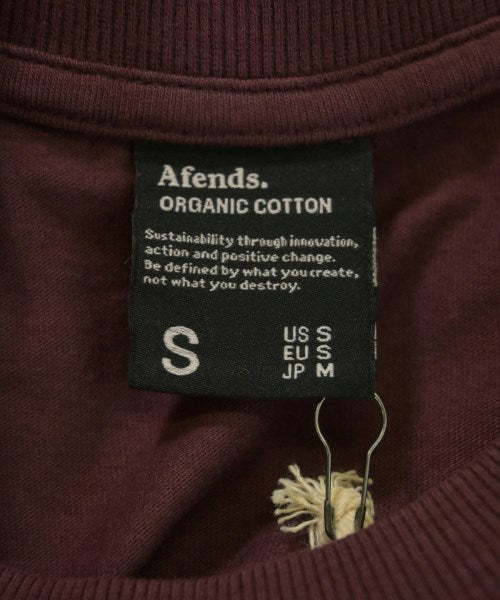 Afends.
ORGANIC COTTON
Sustainability through innovation,
action and positive change.
Be defined by what you create,
not what you destroy.
S
US S
EU S
JP M